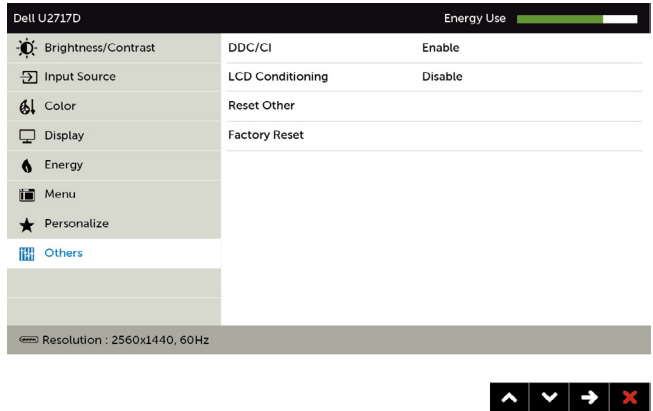 Dell U2717D Energy Use
Brightness/Contrast DDC/CI Enable
Input Source LCD Conditioning Disable
Color Reset Other
Display Factory Reset
Energy
Menu
Personalize
Others
Resolution : 2560x1440, 60Hz